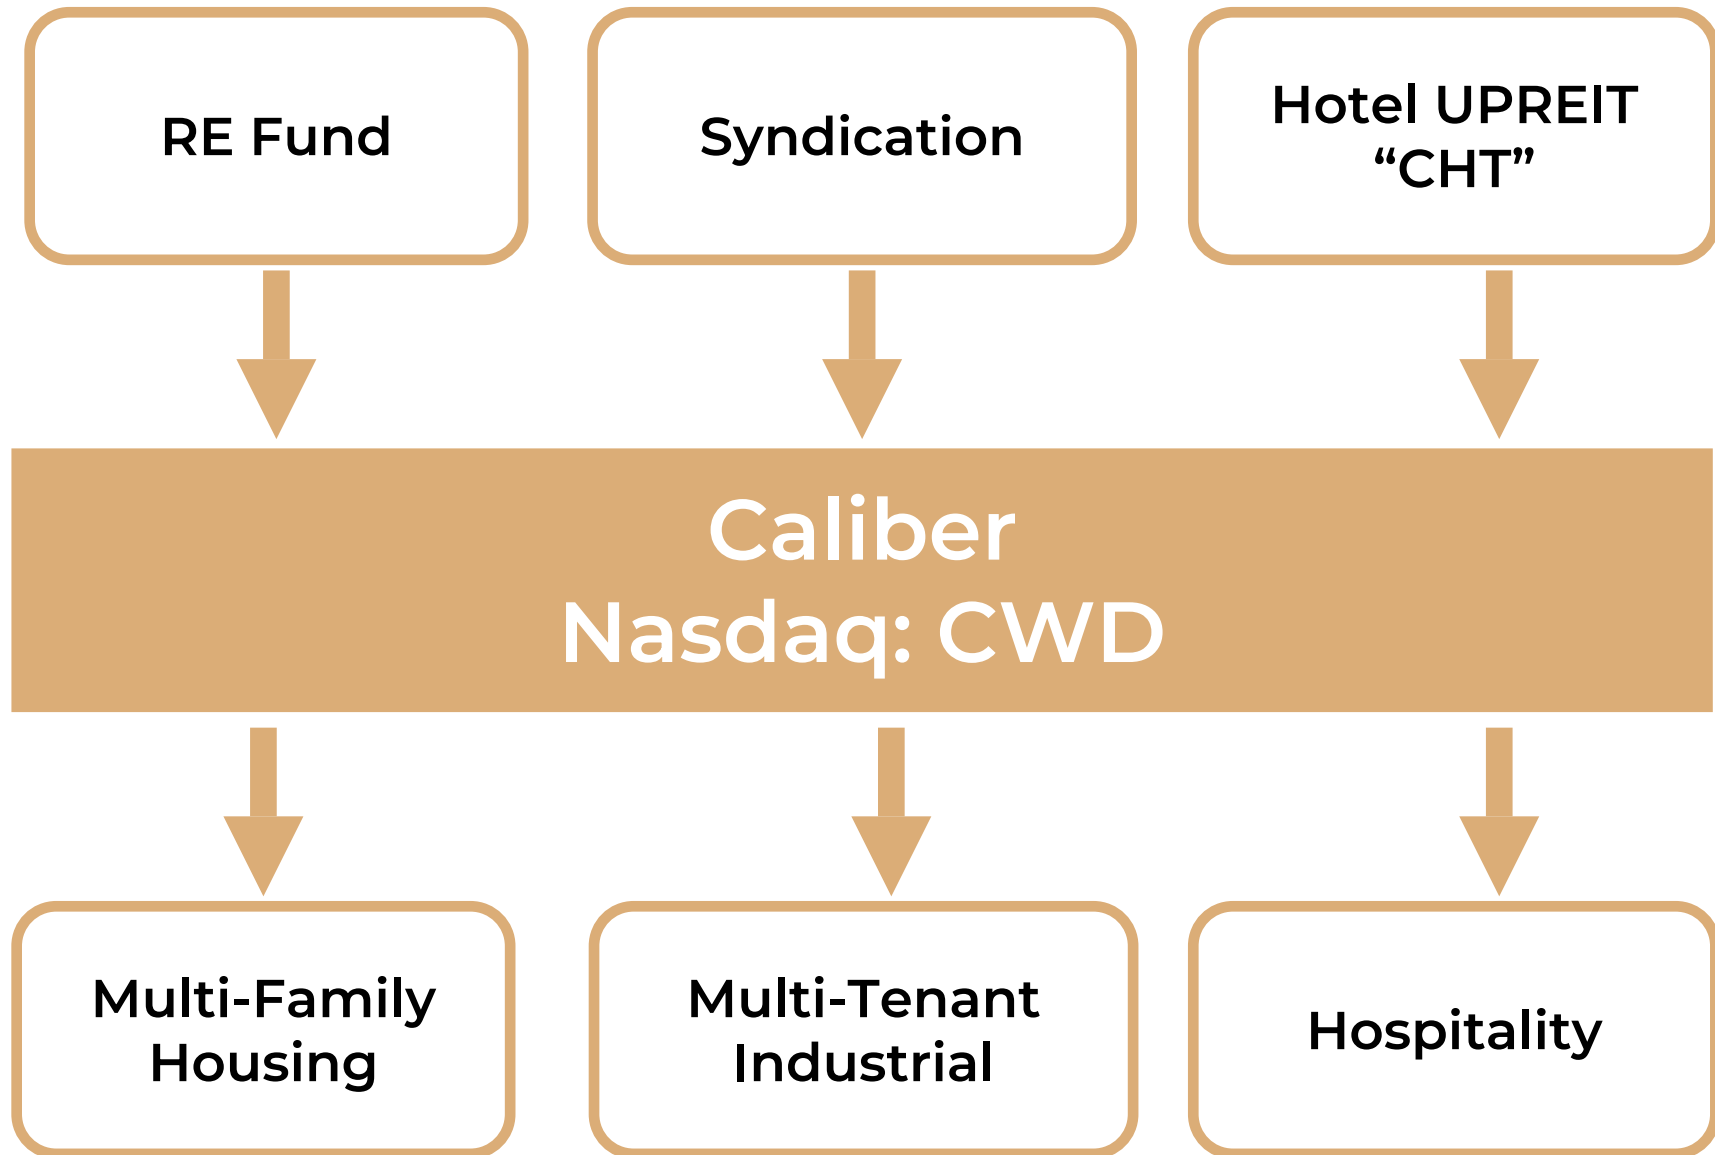 RE Fund
Syndication
Hotel UPREIT
“CHT”
Caliber
Nasdaq: CWD
Multi-Family
Housing
Multi-Tenant
Industrial
Hospitality